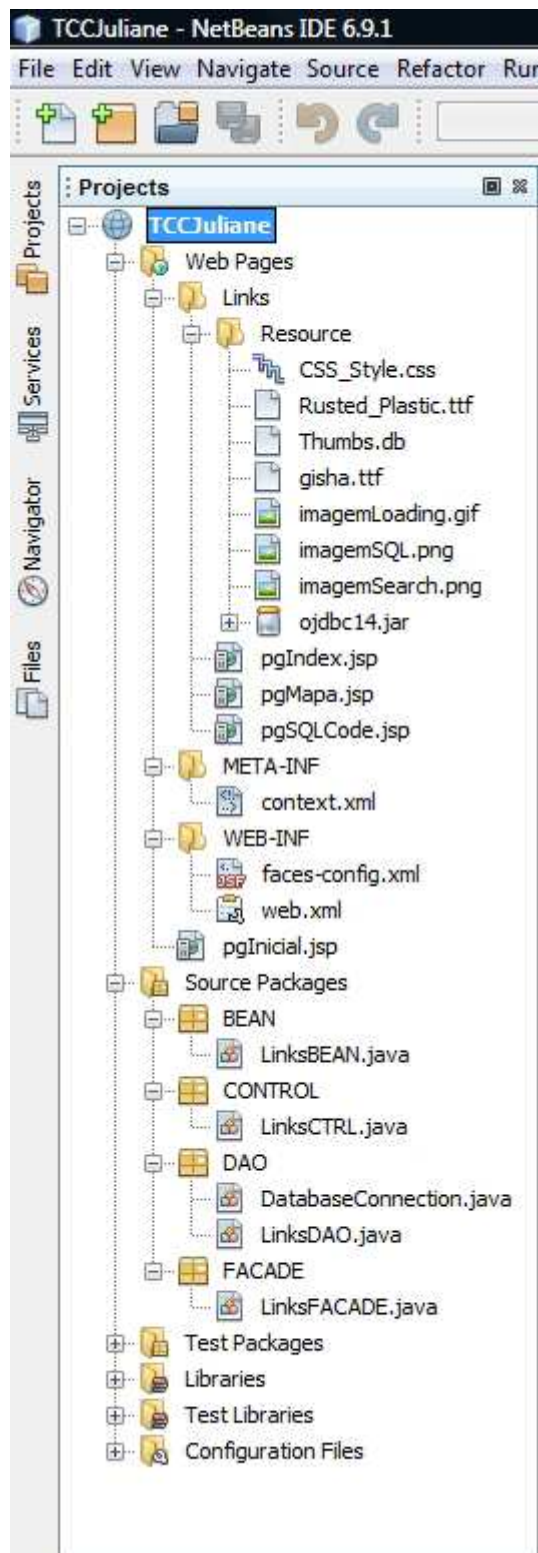 TCCJuliane - NetBeans IDE 6.9.1
File Edit View Navigate Source Refactor Run
Projects
Services
Navigator
Files
Projects
TCCJuliane
Web Pages
Links
Resource
CSS_Style.css
Rusted_Plastic.ttf
Thumbs.db
gisha.ttf
imagemLoading.gif
imagemSQL.png
imagemSearch.png
ojdbc14.jar
pgIndex.jsp
pgMapa.jsp
pgSQLCode.jsp
META-INF
context.xml
WEB-INF
faces-config.xml
web.xml
pgInicial.jsp
Source Packages
BEAN
LinksBEAN.java
CONTROL
LinksCTRL.java
DAO
DatabaseConnection.java
LinksDAO.java
FACADE
LinksFACADE.java
Test Packages
Libraries
Test Libraries
Configuration Files